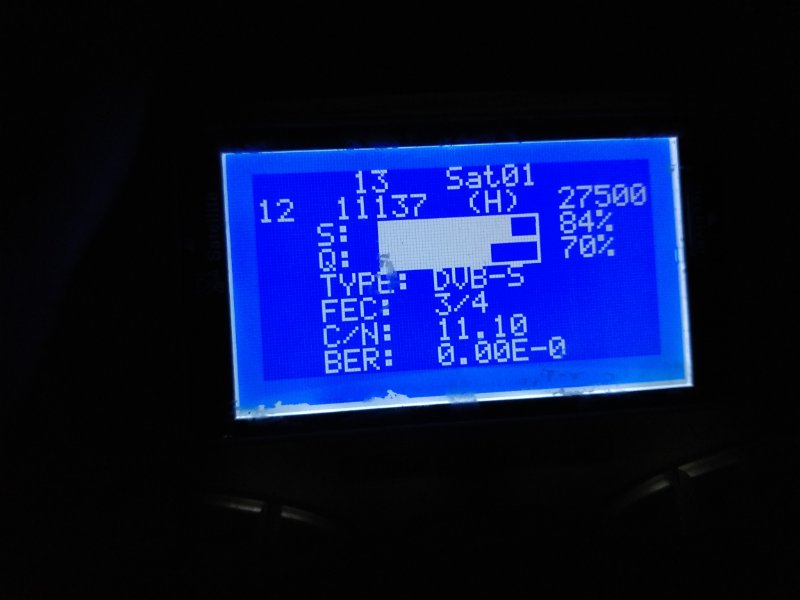 13 Sat01
12 11137 (H) 27500
S: 84%
Q: 70%
TYPE: DVB-S
FEC: 3/4
C/N: 11.10
BER: 0.00E-0